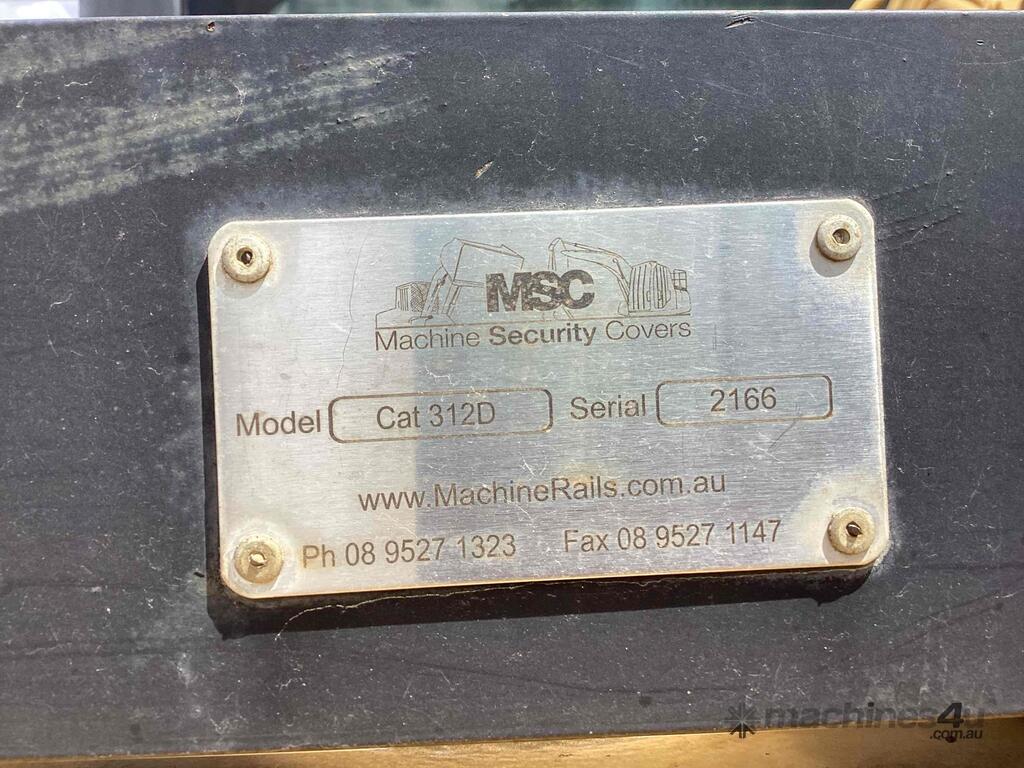 MSC
Machine Security Covers
Model Cat 312D Serial 2166
www.MachineRails.com.au
Ph 08 9527 1323 Fax 08 9527 1147
machines4u
.com.au